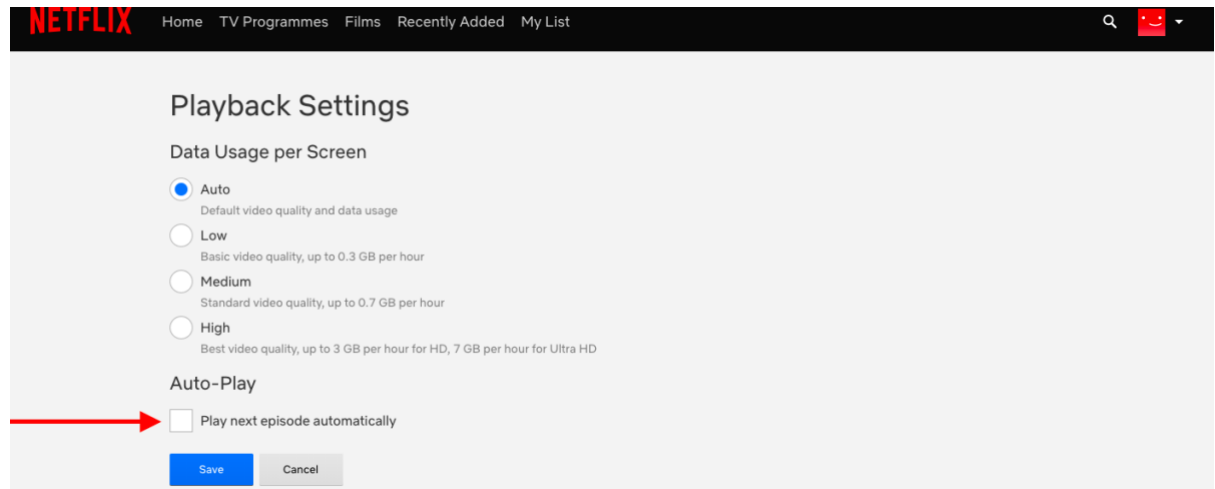 NETFLIX Home TV Programmes Films Recently Added My List
Playback Settings
Data Usage per Screen
Auto
Default video quality and data usage
Low
Basic video quality, up to 0.3 GB per hour
Medium
Standard video quality, up to 0.7 GB per hour
High
Best video quality, up to 3 GB per hour for HD, 7 GB per hour for Ultra HD
Auto-Play
Play next episode automatically
Save Cancel